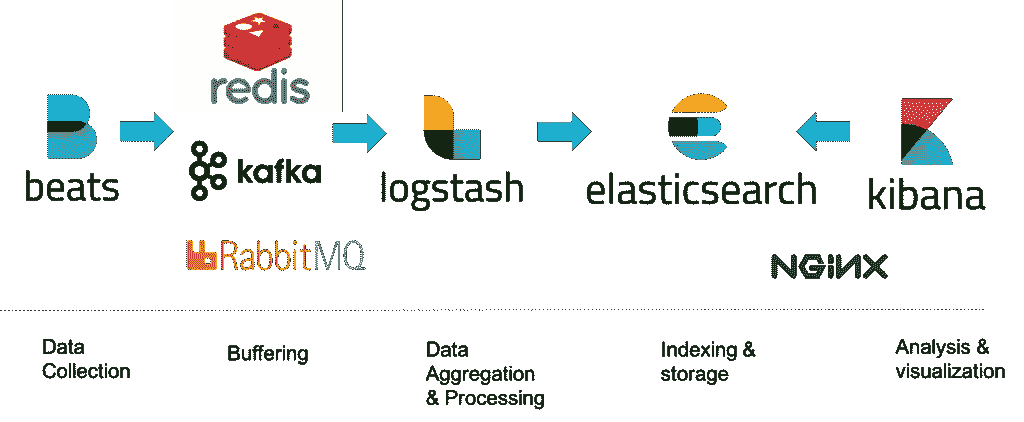 redis
beats
kafka
logstash
elasticsearch
kibana
RabbitMQ
NGiNX
Data
Collection
Buffering
Data
Aggregation
& Processing
Indexing &
storage
Analysis &
visualization